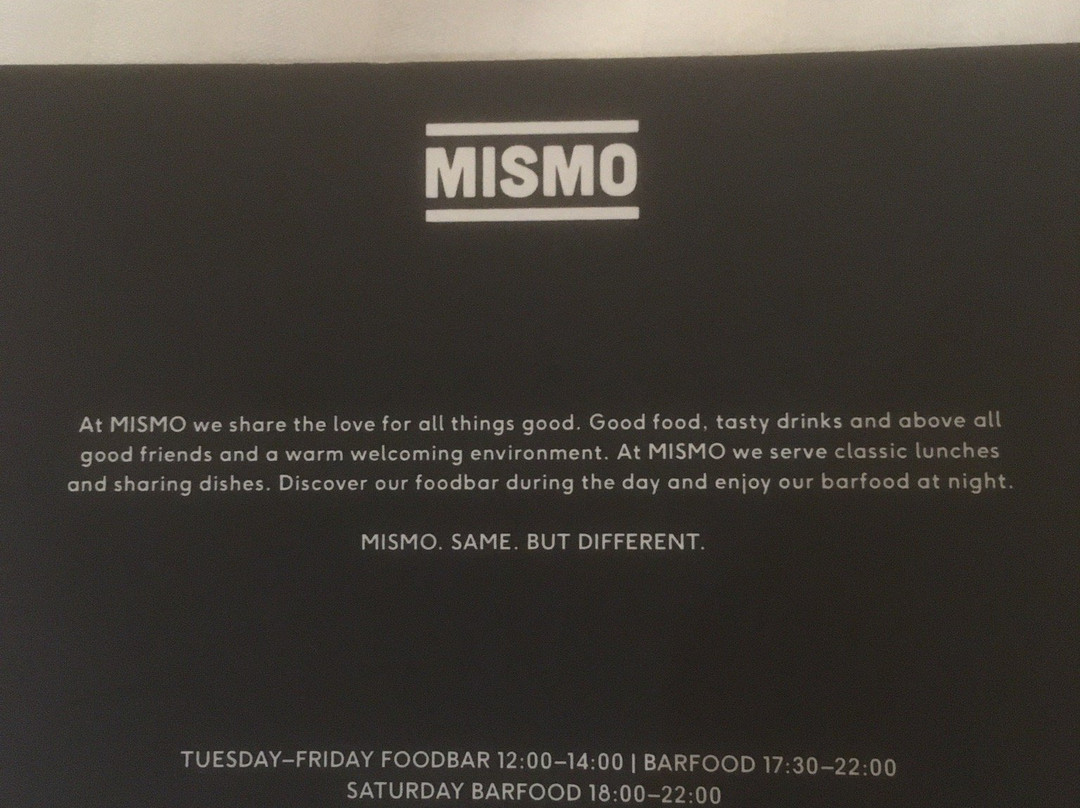 MISMO
At MISMO we share the love for all things good. Good food, tasty drinks and above all
good friends and a warm welcoming environment. At MISMO we serve classic lunches
and sharing dishes. Discover our foodbar during the day and enjoy our barfood at night.
MISMO. SAME. BUT DIFFERENT.
TUESDAY–FRIDAY FOODBAR 12:00–14:00 | BARFOOD 17:30–22:00
SATURDAY BARFOOD 18:00–22:00